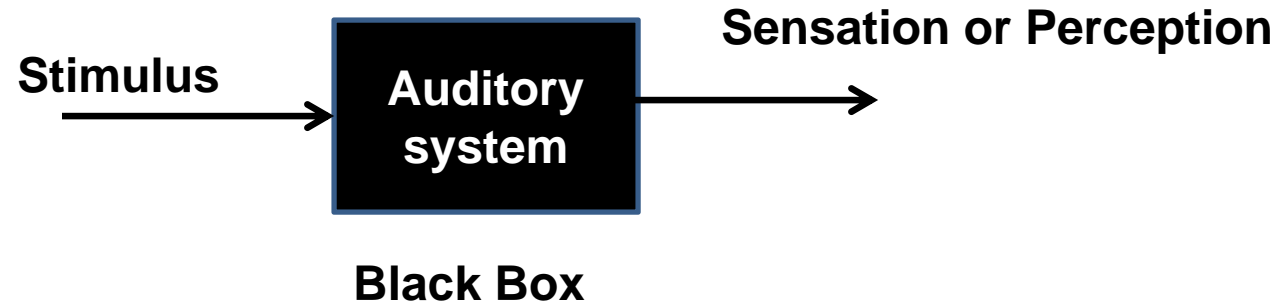 Stimulus
Auditory
system
Sensation or Perception
Black Box